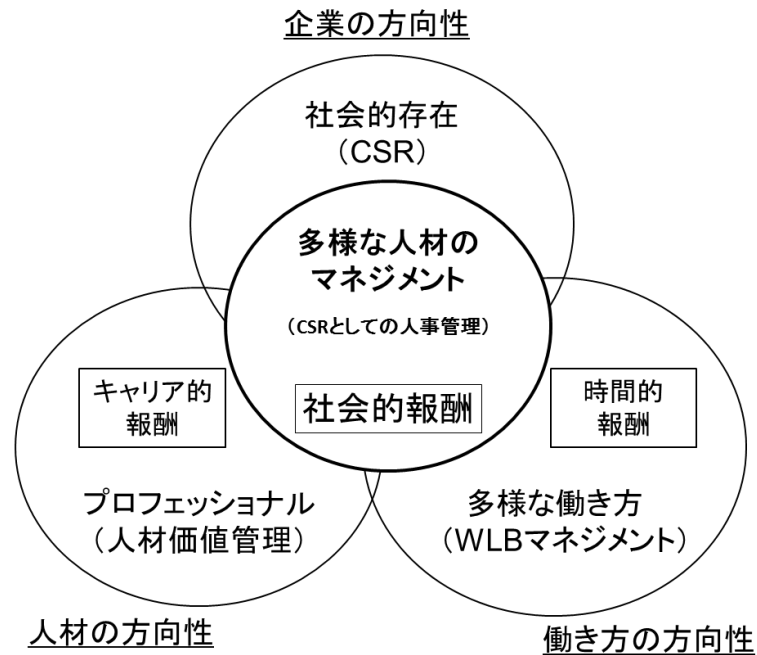 企業の方向性
社会的存在
（CSR）
多様な人材の
マネジメント
（CSRとしての人事管理）
キャリア的
報酬
社会的報酬
時間的
報酬
プロフェッショナル
（人材価値管理）
多様な働き方
（WLBマネジメント）
人材の方向性
働き方の方向性